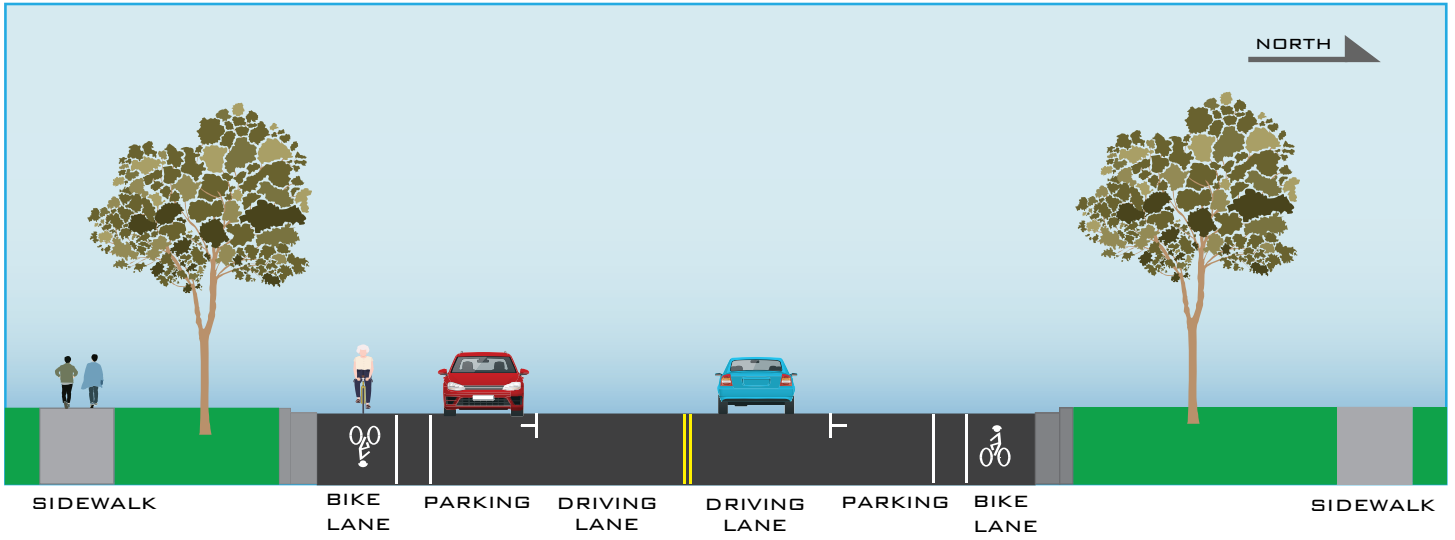 NORTH
SIDEWALK
BIKE
LANE
PARKING
DRIVING
LANE
DRIVING
LANE
PARKING
BIKE
LANE
SIDEWALK